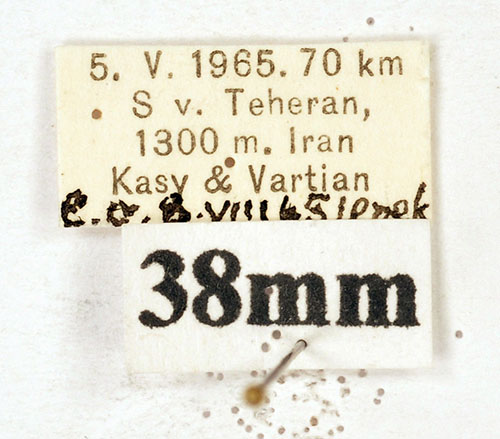 5. V. 1965. 70 km
S v. Teheran,
1300 m. Iran
Kasy & Vartian
38mm